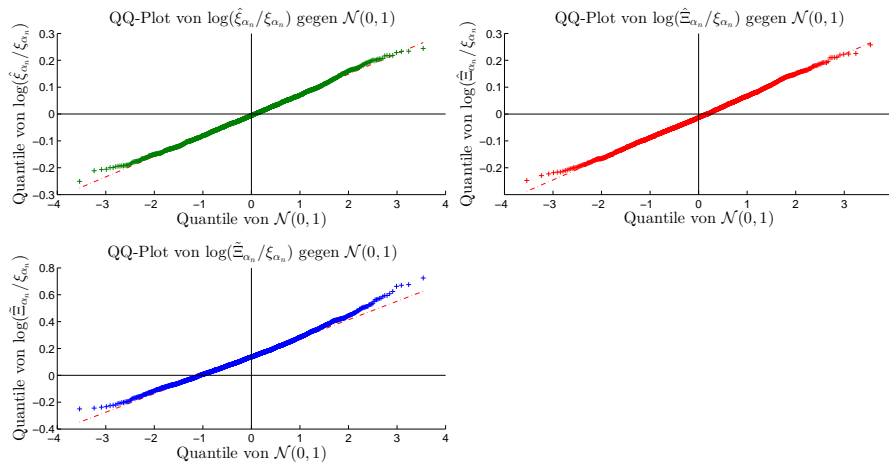 QQ-Plot von log(ξ̂_{α_n}/ξ_{α_n}) gegen 𝒩(0, 1)
Quantile von log(ξ̂_{α_n}/ξ_{α_n})
0.3
0.2
0.1
0
−0.1
−0.2
−0.3
−4 −3 −2 −1 0 1 2 3 4
Quantile von 𝒩(0, 1)
QQ-Plot von log(Ξ̂_{α_n}/ξ_{α_n}) gegen 𝒩(0, 1)
Quantile von log(Ξ̂_{α_n}/ξ_{α_n})
0.3
0.2
0.1
0
−0.1
−0.2
−4 −3 −2 −1 0 1 2 3 4
Quantile von 𝒩(0, 1)
QQ-Plot von log(Ξ̃_{α_n}/ξ_{α_n}) gegen 𝒩(0, 1)
Quantile von log(Ξ̃_{α_n}/ξ_{α_n})
0.8
0.6
0.4
0.2
0
−0.2
−0.4
−4 −3 −2 −1 0 1 2 3 4
Quantile von 𝒩(0, 1)